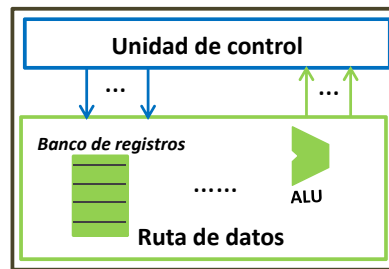 Unidad de control
... ...
Banco de registros
......
ALU
Ruta de datos